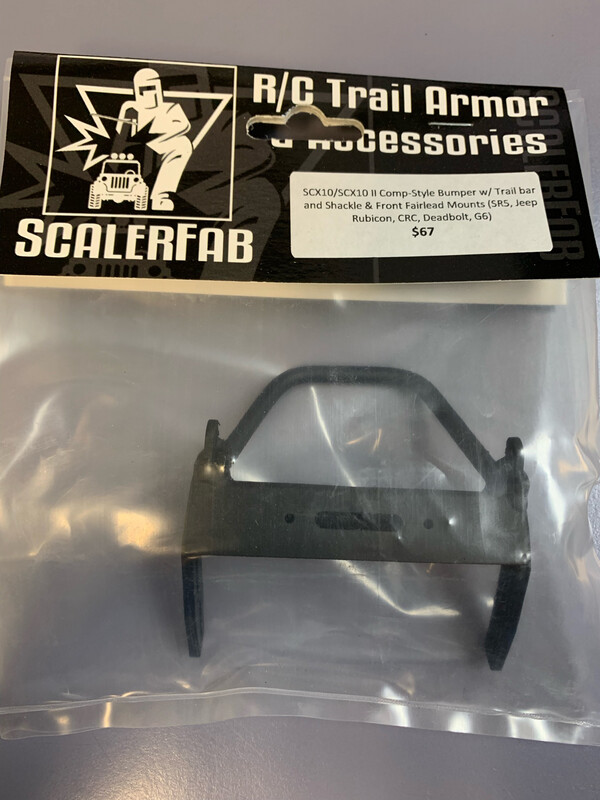 R/C Trail Armor
& Accessories
SCX10/SCX10 II Comp-Style Bumper w/ Trail bar
and Shackle & Front Fairlead Mounts (SR5, Jeep
Rubicon, CRC, Deadbolt, G6)
$67
SCALERFAB
SCALERFAB